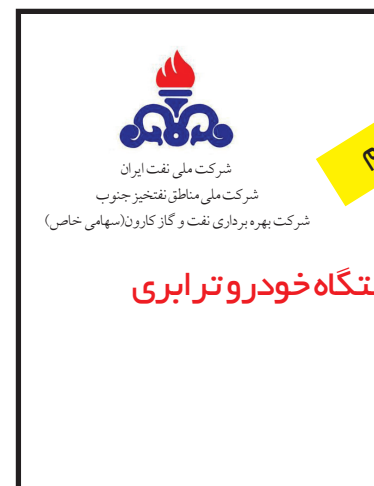 شرکت ملی نفت ایران
شرکت ملی مناطق نفتخیز جنوب
شرکت بهره برداری نفت و گاز کارون(سهامی خاص)
خودرو ترابری